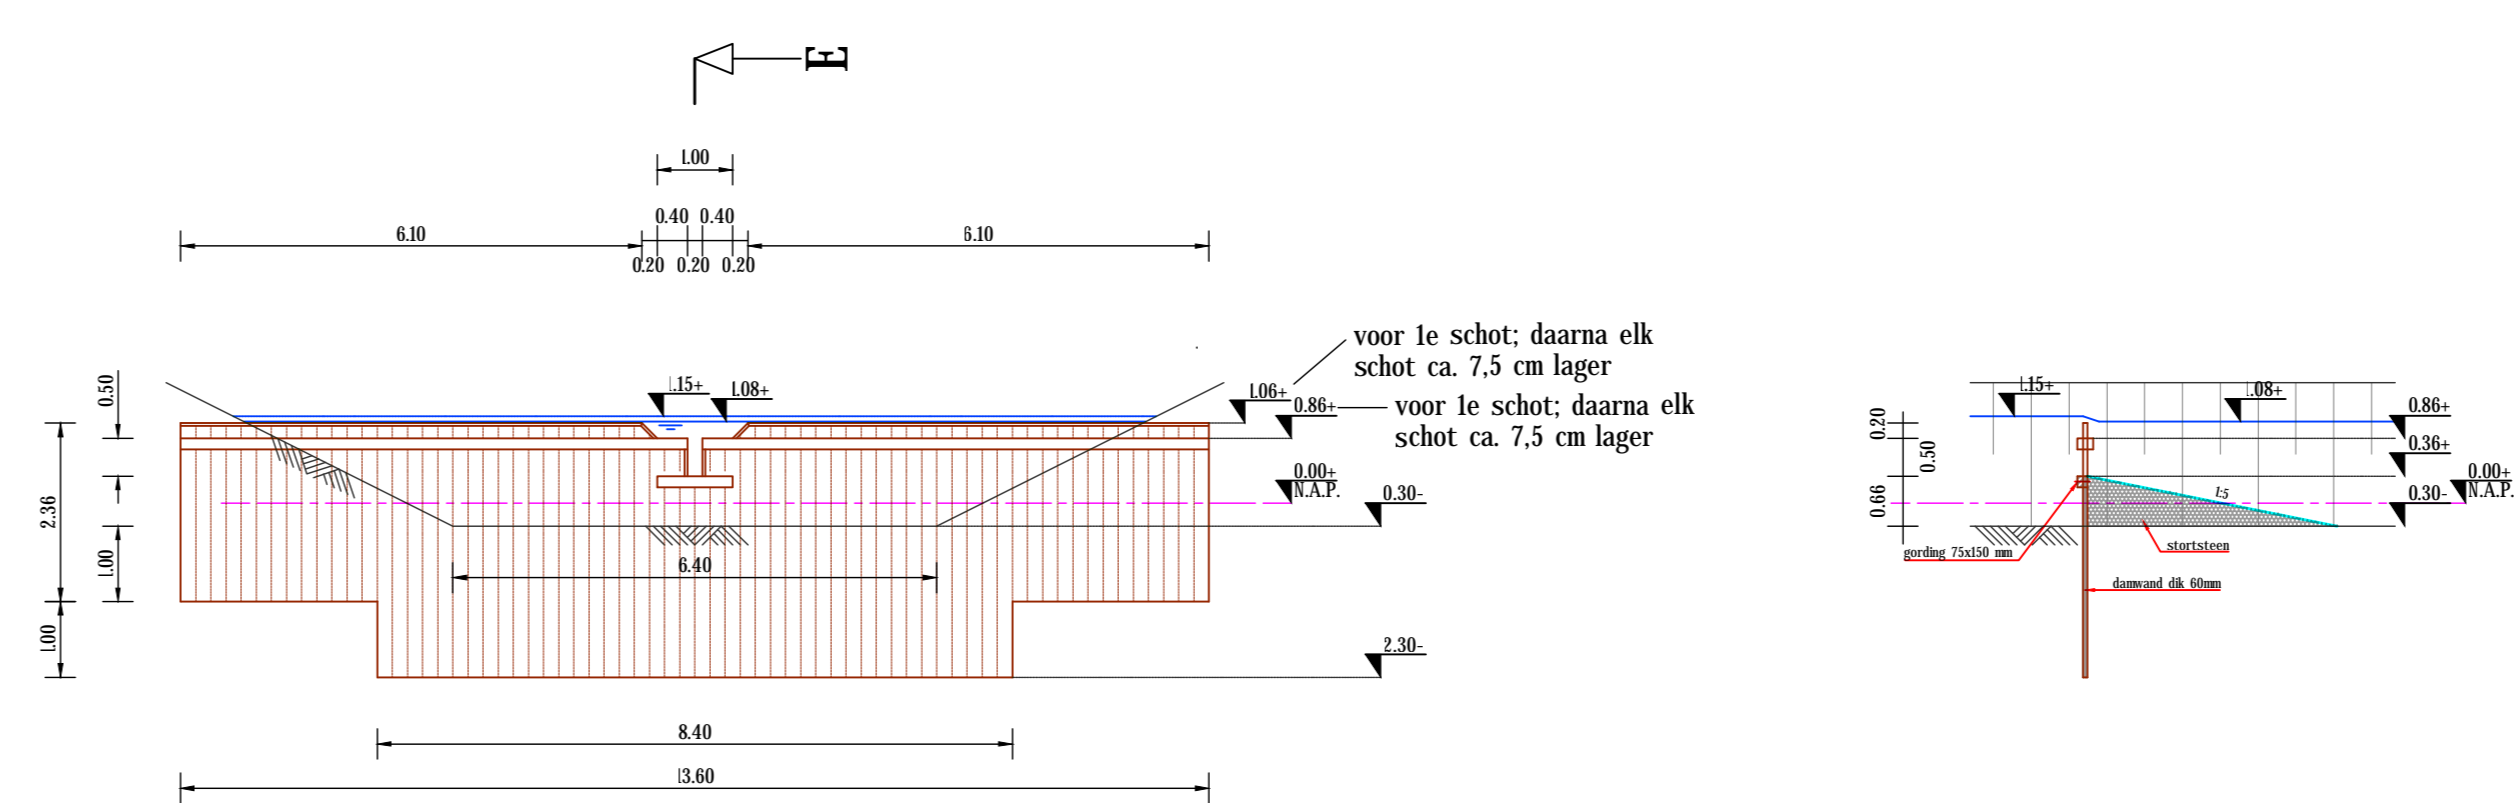 E
1.00
0.40 0.40
6.10 6.10
0.20 0.20 0.20
voor 1e schot; daarna elk
schot ca. 7,5 cm lager
voor 1e schot; daarna elk
schot ca. 7,5 cm lager
0.50
1.15+
1.08+
1.06+
0.86+
0.00+
N.A.P.
0.30-
2.36
1.00
6.40
1.00
2.30-
8.40
13.60
1.15+
1.08+
0.86+
0.20
0.50
0.36+
0.00+
N.A.P.
0.66
1:5
0.30-
gording 75x150 mm
stortsteen
damwand dik 60mm